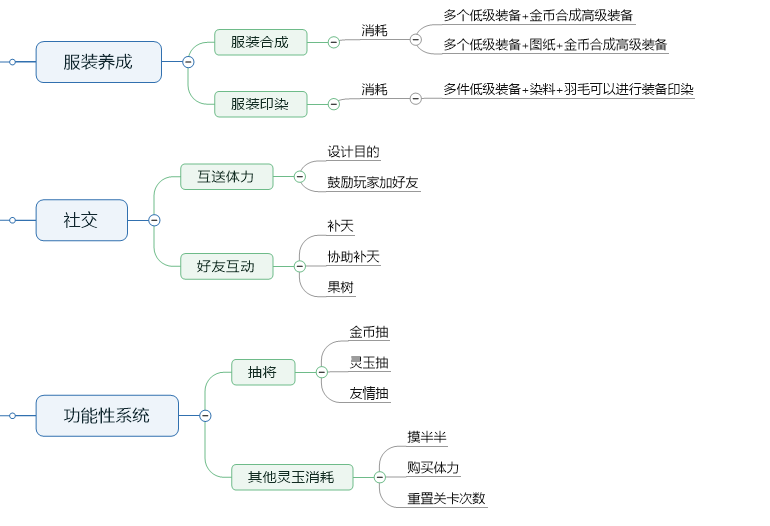 服装养成
服装合成
消耗
多个低级装备+金币合成高级装备
多个低级装备+图纸+金币合成高级装备
服装印染
消耗
多件低级装备+染料+羽毛可以进行装备印染
社交
互送体力
设计目的
鼓励玩家加好友
好友互动
补天
协助补天
果树
功能性系统
抽将
金币抽
灵玉抽
友情抽
其他灵玉消耗
摸半半
购买体力
重置关卡次数